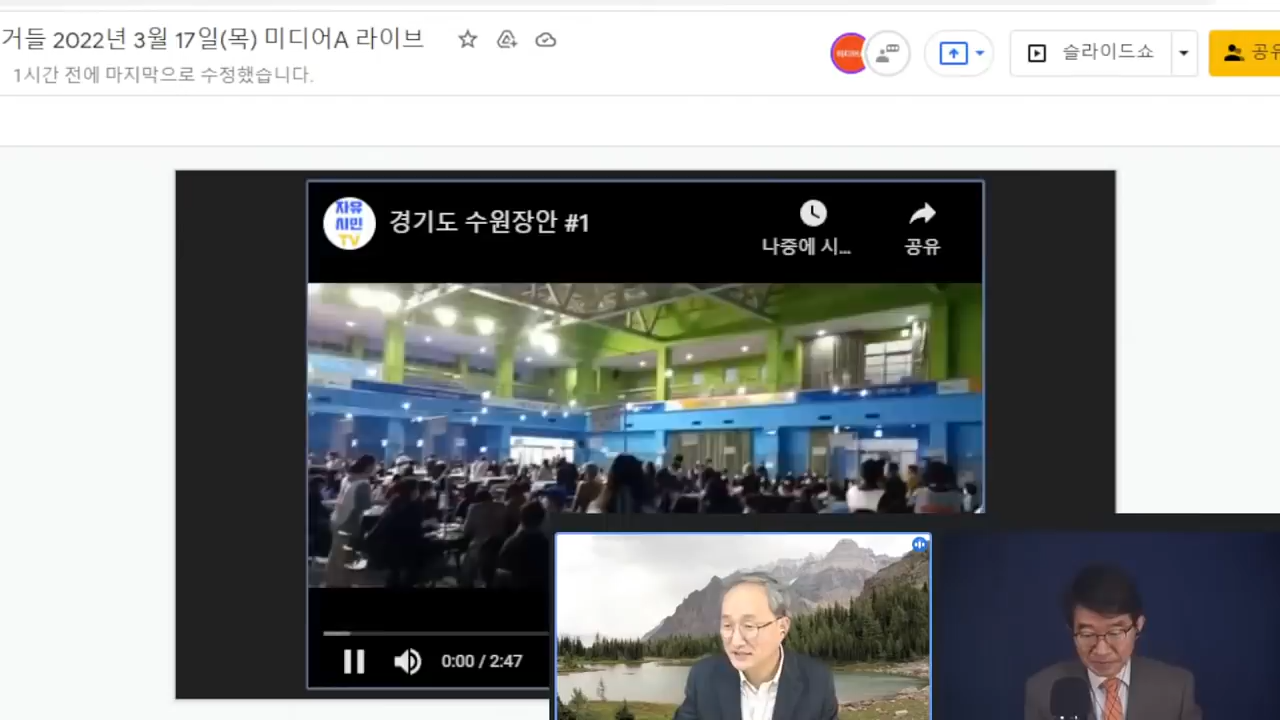 거들 2022년 3월 17일(목) 미디어A 라이브
1시간 전에 마지막으로 수정했습니다.
슬라이드쇼
공유
자유
시민
TV
경기도 수원장안 #1
나중에 시...
공유
0:00 / 2:47